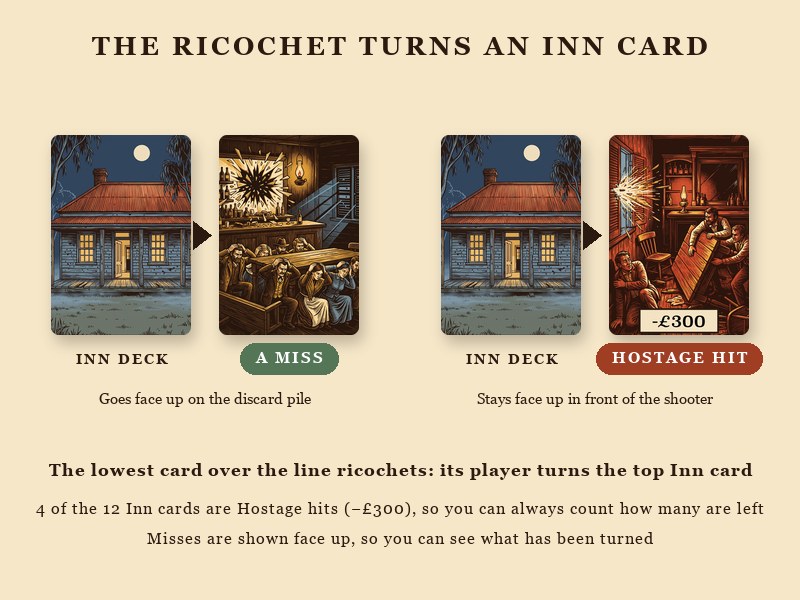 THE RICOCHET TURNS AN INN CARD
-£300
INN DECK
A MISS
INN DECK
HOSTAGE HIT
Goes face up on the discard pile
Stays face up in front of the shooter
The lowest card over the line ricochets: its player turns the top Inn card
4 of the 12 Inn cards are Hostage hits (−£300), so you can always count how many are left
Misses are shown face up, so you can see what has been turned